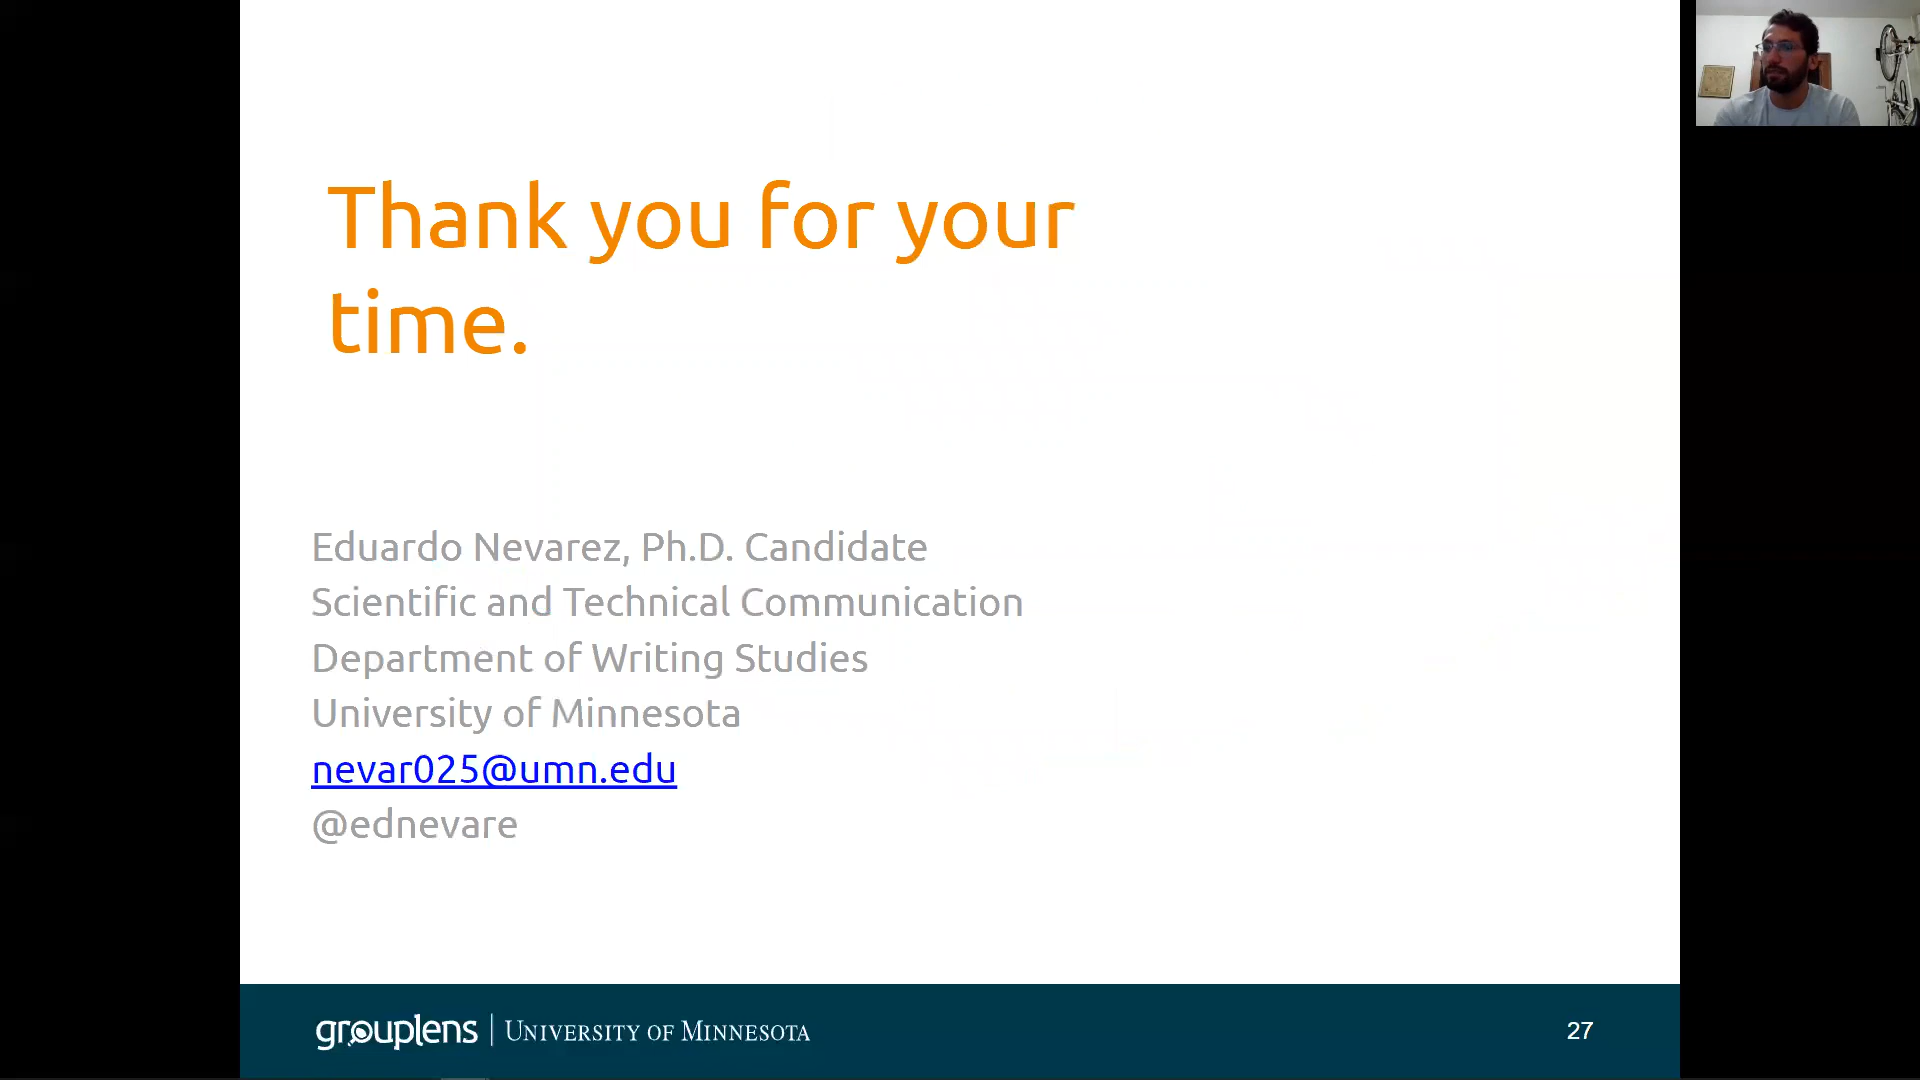 Thank you for your
time.
Eduardo Nevarez, Ph.D. Candidate
Scientific and Technical Communication
Department of Writing Studies
University of Minnesota
nevar025@umn.edu
@ednevare
grouplens | UNIVERSITY OF MINNESOTA
27